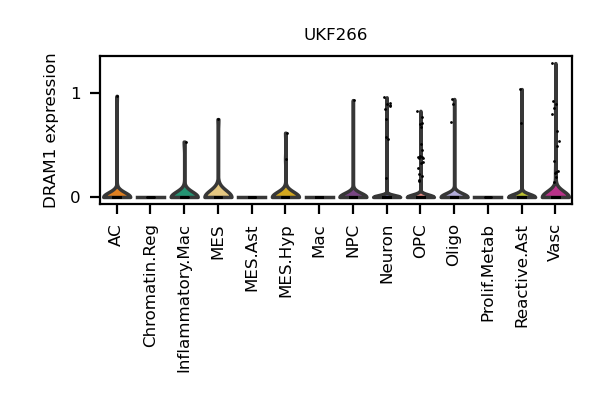 UKF266
DRAM1 expression
1
0
AC
Chromatin.Reg
Inflammatory.Mac
MES
MES.Ast
MES.Hyp
Mac
NPC
Neuron
OPC
Oligo
Prolif.Metab
Reactive.Ast
Vasc